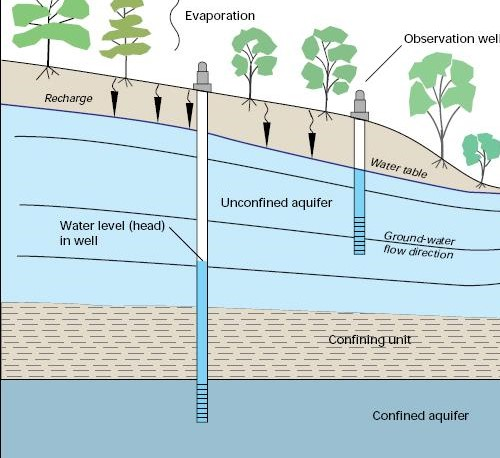 Evaporation
Observation well
Recharge
Water table
Unconfined aquifer
Water level (head)
in well
Ground-water
flow direction
Confining unit
Confined aquifer